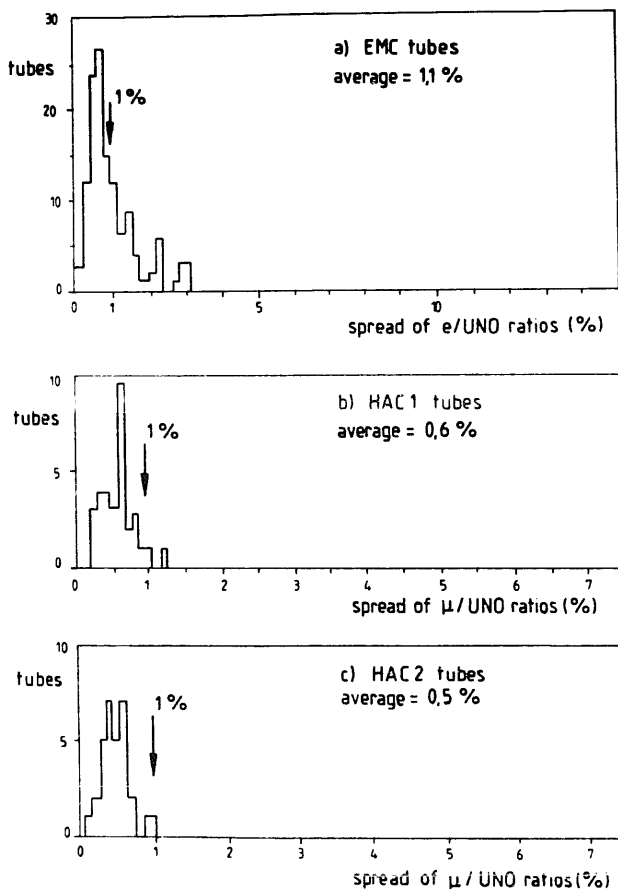 30
a) EMC tubes
tubes
average = 1,1 %
1%
20
10
0
0 1 5 10
spread of e/UNO ratios (%)
10
b) HAC 1 tubes
tubes
average = 0,6 %
1%
5
0
0 1 2 3 4 5 6 7
spread of μ/UNO ratios (%)
10
c) HAC 2 tubes
tubes
average = 0,5 %
1%
5
0
0 1 2 3 4 5 6 7
spread of μ/UNO ratios (%)